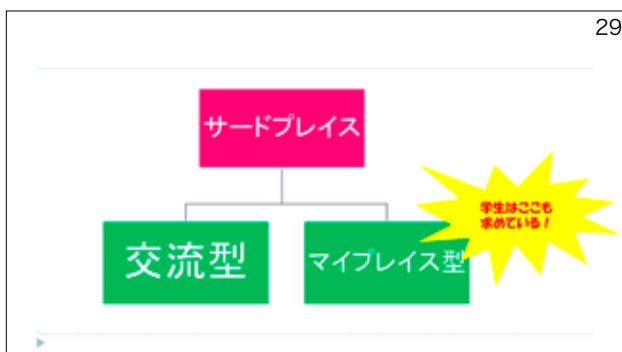 29
サードプレイス
学生はここも
求めている！
交流型
マイプレイス型